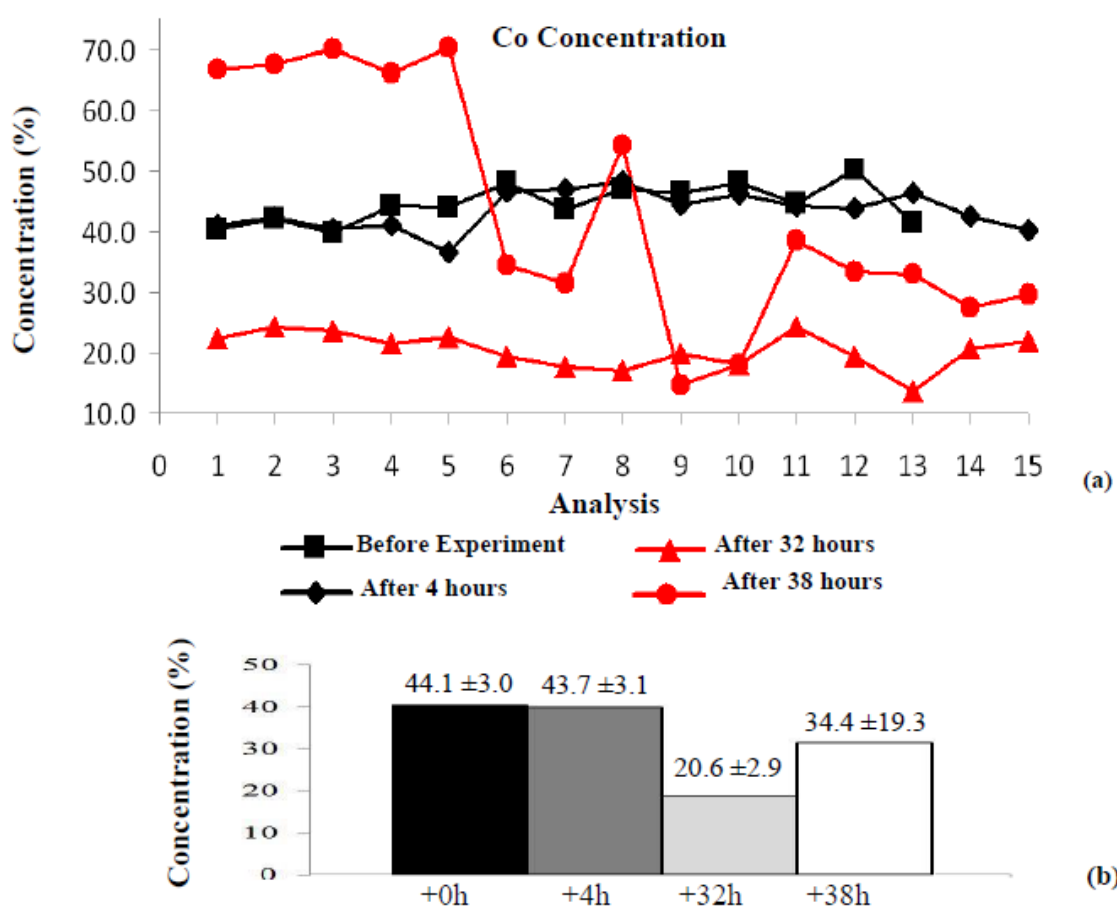 Co Concentration
Concentration (%)
70.0
60.0
50.0
40.0
30.0
20.0
10.0
0 1 2 3 4 5 6 7 8 9 10 11 12 13 14 15
Analysis
(a)
Before Experiment
After 32 hours
After 4 hours
After 38 hours
Concentration (%)
50
40
30
20
10
0
44.1 ±3.0
43.7 ±3.1
20.6 ±2.9
34.4 ±19.3
+0h +4h +32h +38h
(b)